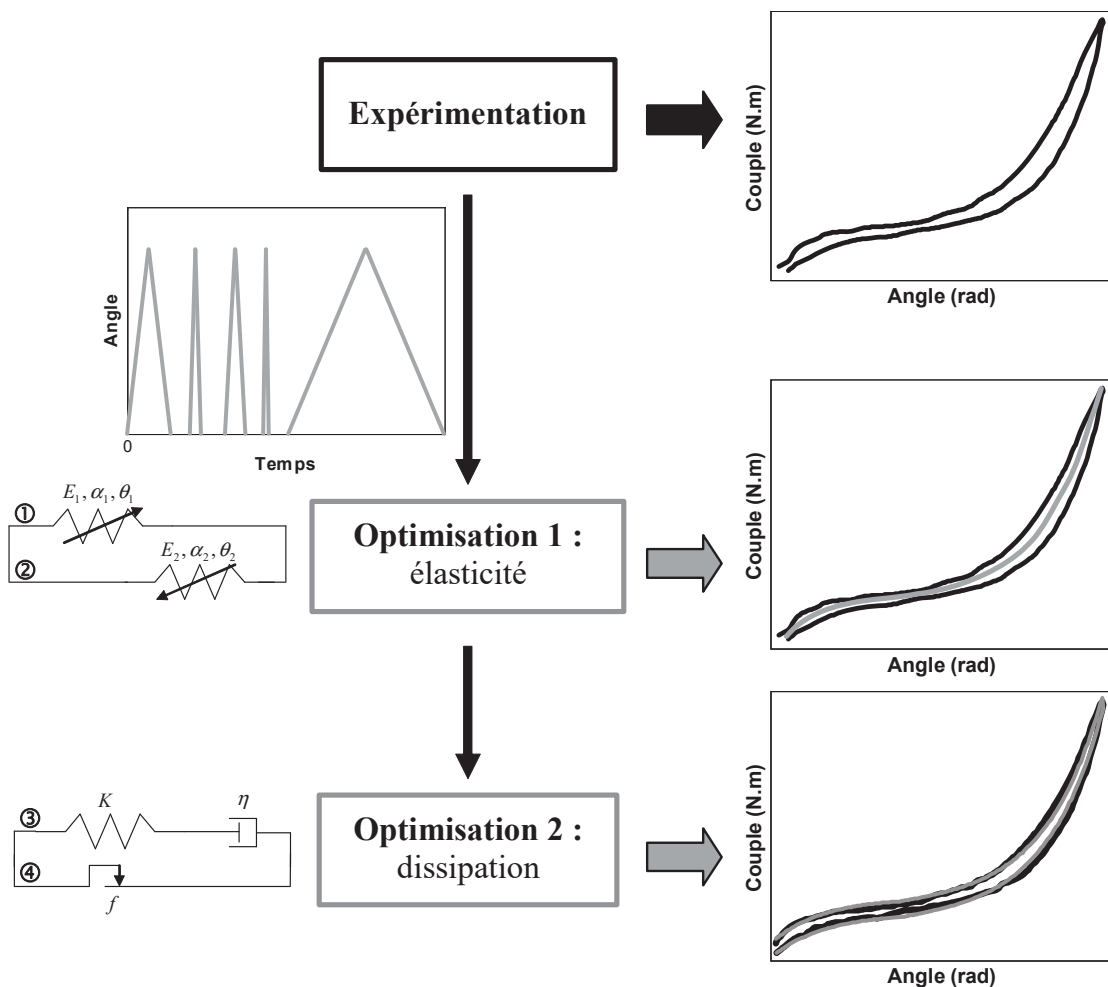 Expérimentation
Couple (N.m)
Angle (rad)
Angle
0
Temps
① E₁, α₁, θ₁
② E₂, α₂, θ₂
Optimisation 1 :
élasticité
Couple (N.m)
Angle (rad)
③ K η
④ f
Optimisation 2 :
dissipation
Couple (N.m)
Angle (rad)